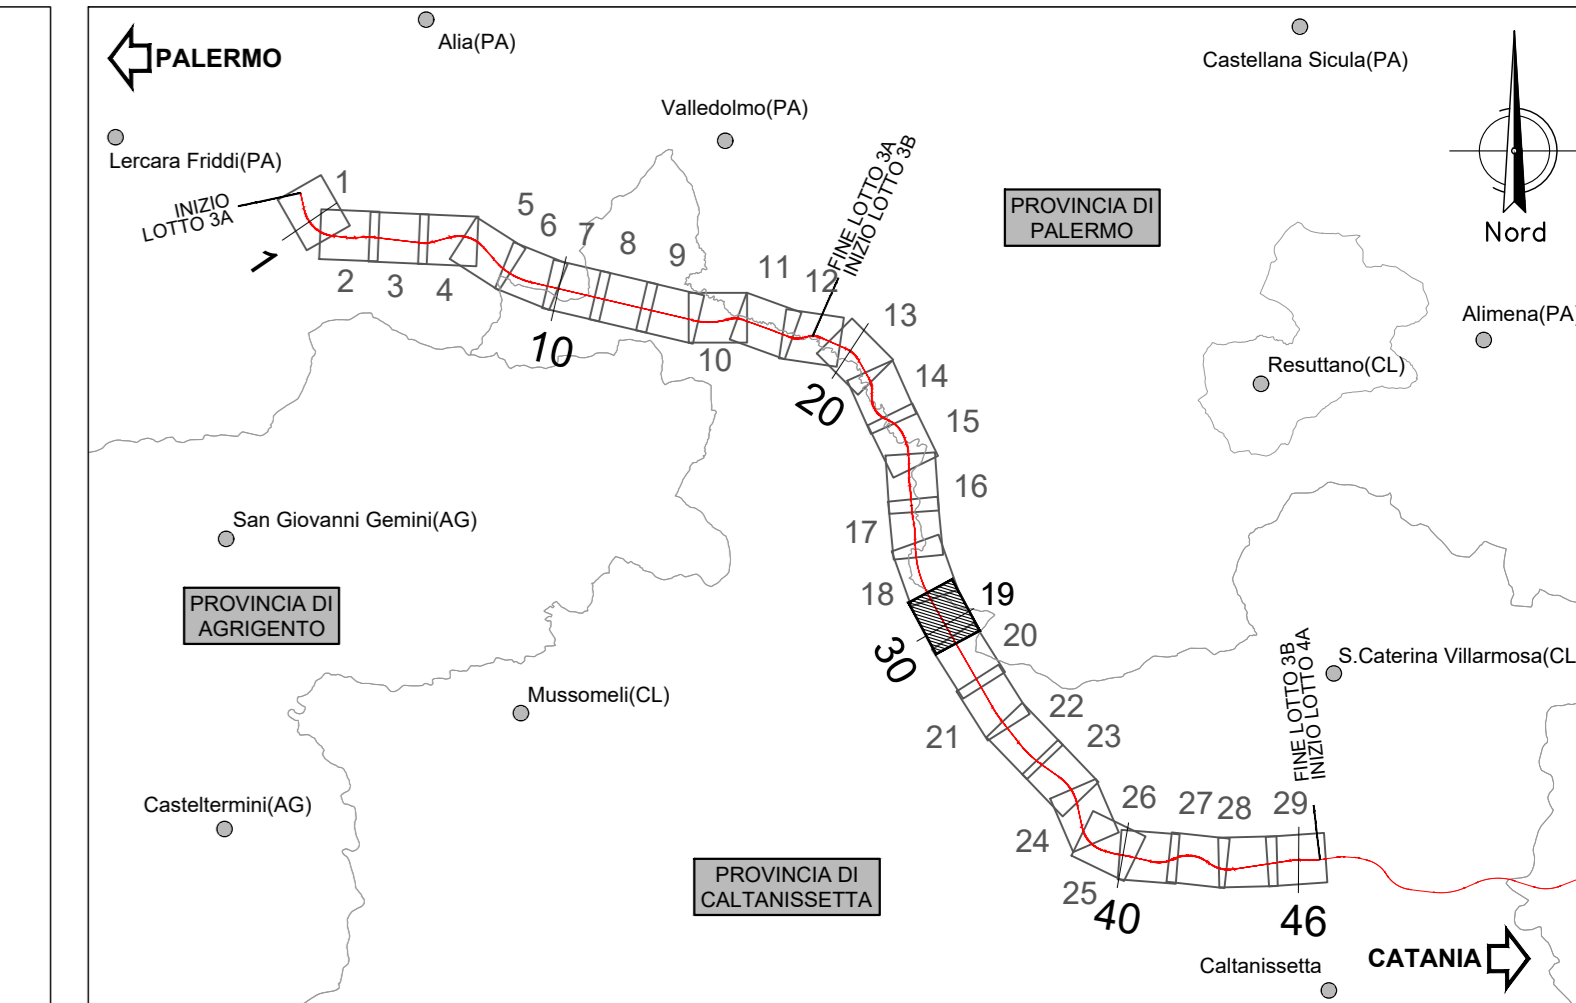 Alia(PA)
PALERMO
Castellana Sicula(PA)
Valledolmo(PA)
Lercara Friddi(PA)
INIZIO
LOTTO 3A
1
1
2
3
4
5
6
7
8
9
10
10
11
12
FINE LOTTO 3A
INIZIO LOTTO 3B
PROVINCIA DI
PALERMO
Nord
13
20
14
15
Alimena(PA)
Resuttano(CL)
16
17
San Giovanni Gemini(AG)
PROVINCIA DI
AGRIGENTO
18
19
20
30
Mussomeli(CL)
21
22
23
FINE LOTTO 3B
INIZIO LOTTO 4A
S.Caterina Villarmosa(CL
Casteltermini(AG)
24
25
26
27
28
29
PROVINCIA DI
CALTANISSETTA
40
46
Caltanissetta
CATANIA